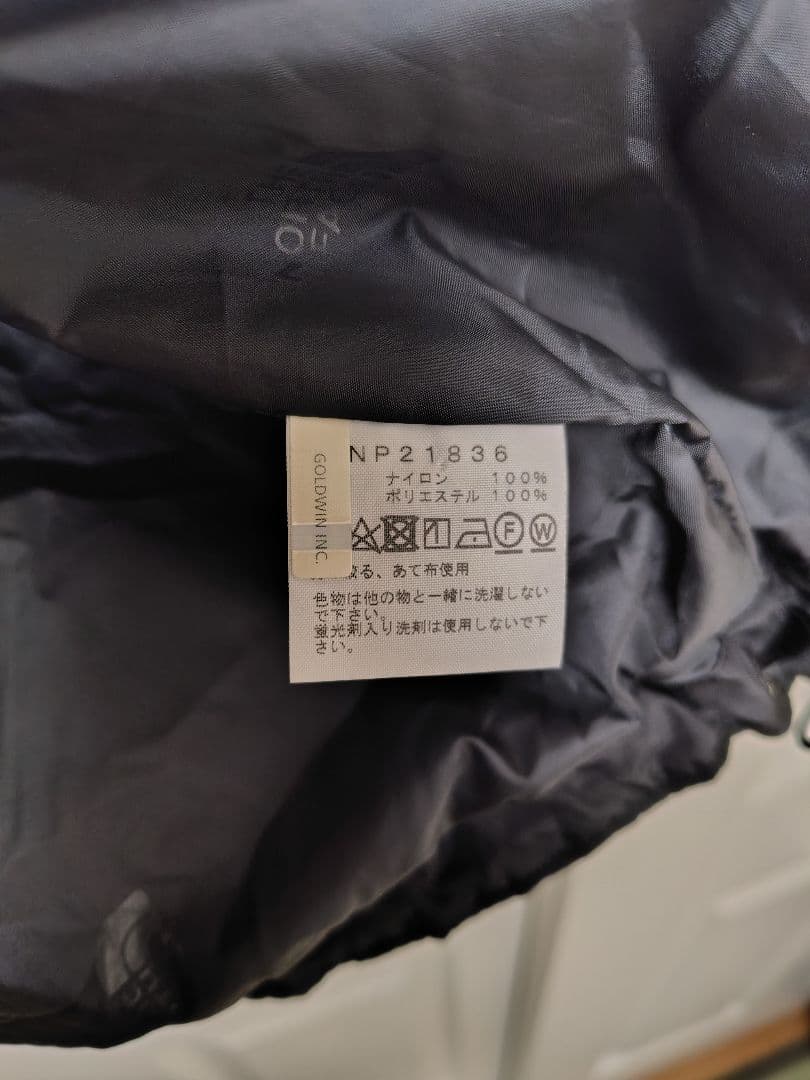 NP21836
ナイロン 100%
ポリエステル 100%
GOLDWIN INC.
F W
る、あて布使用
色物は他の物と一緒に洗濯しない
で下さい。
蛍光剤入り洗剤は使用しないで下
さい。